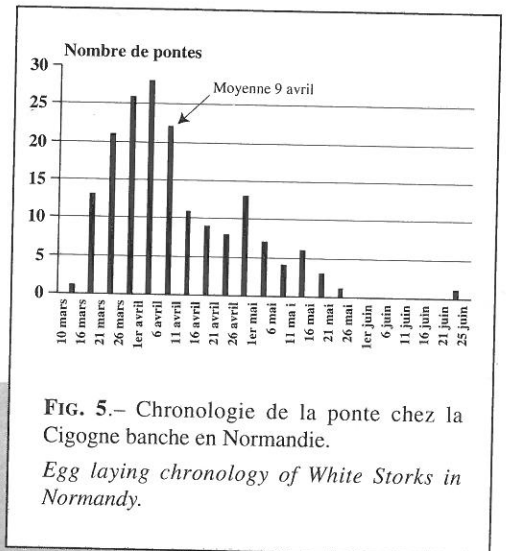 Nombre de pontes
30
25
20
15
10
5
0
Moyenne 9 avril
10 mars
16 mars
21 mars
26 mars
1er avril
6 avril
11 avril
16 avril
21 avril
26 avril
1er mai
6 mai
11 ma i
16 mai
21 mai
26 mai
1er juin
6 juin
11 juin
16 juin
21 juin
25 juin
FIG. 5.– Chronologie de la ponte chez la
Cigogne banche en Normandie.
Egg laying chronology of White Storks in
Normandy.